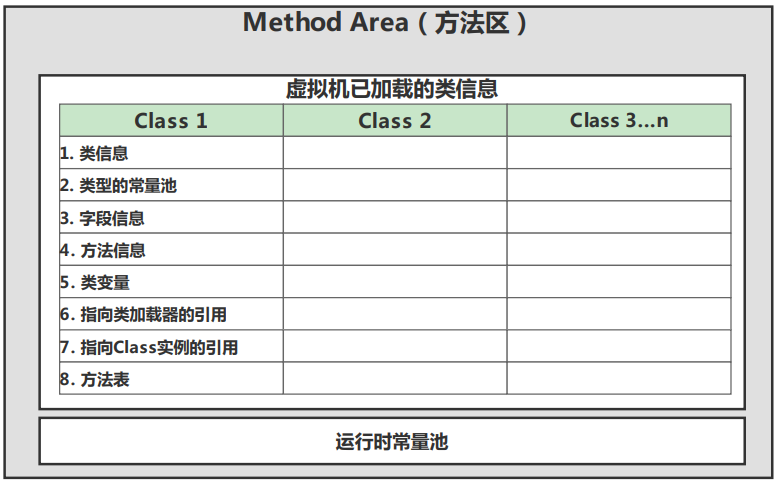 Method Area（方法区）
虚拟机已加载的类信息
Class 1 Class 2 Class 3...n
1. 类信息
2. 类型的常量池
3. 字段信息
4. 方法信息
5. 类变量
6. 指向类加载器的引用
7. 指向Class实例的引用
8. 方法表
运行时常量池